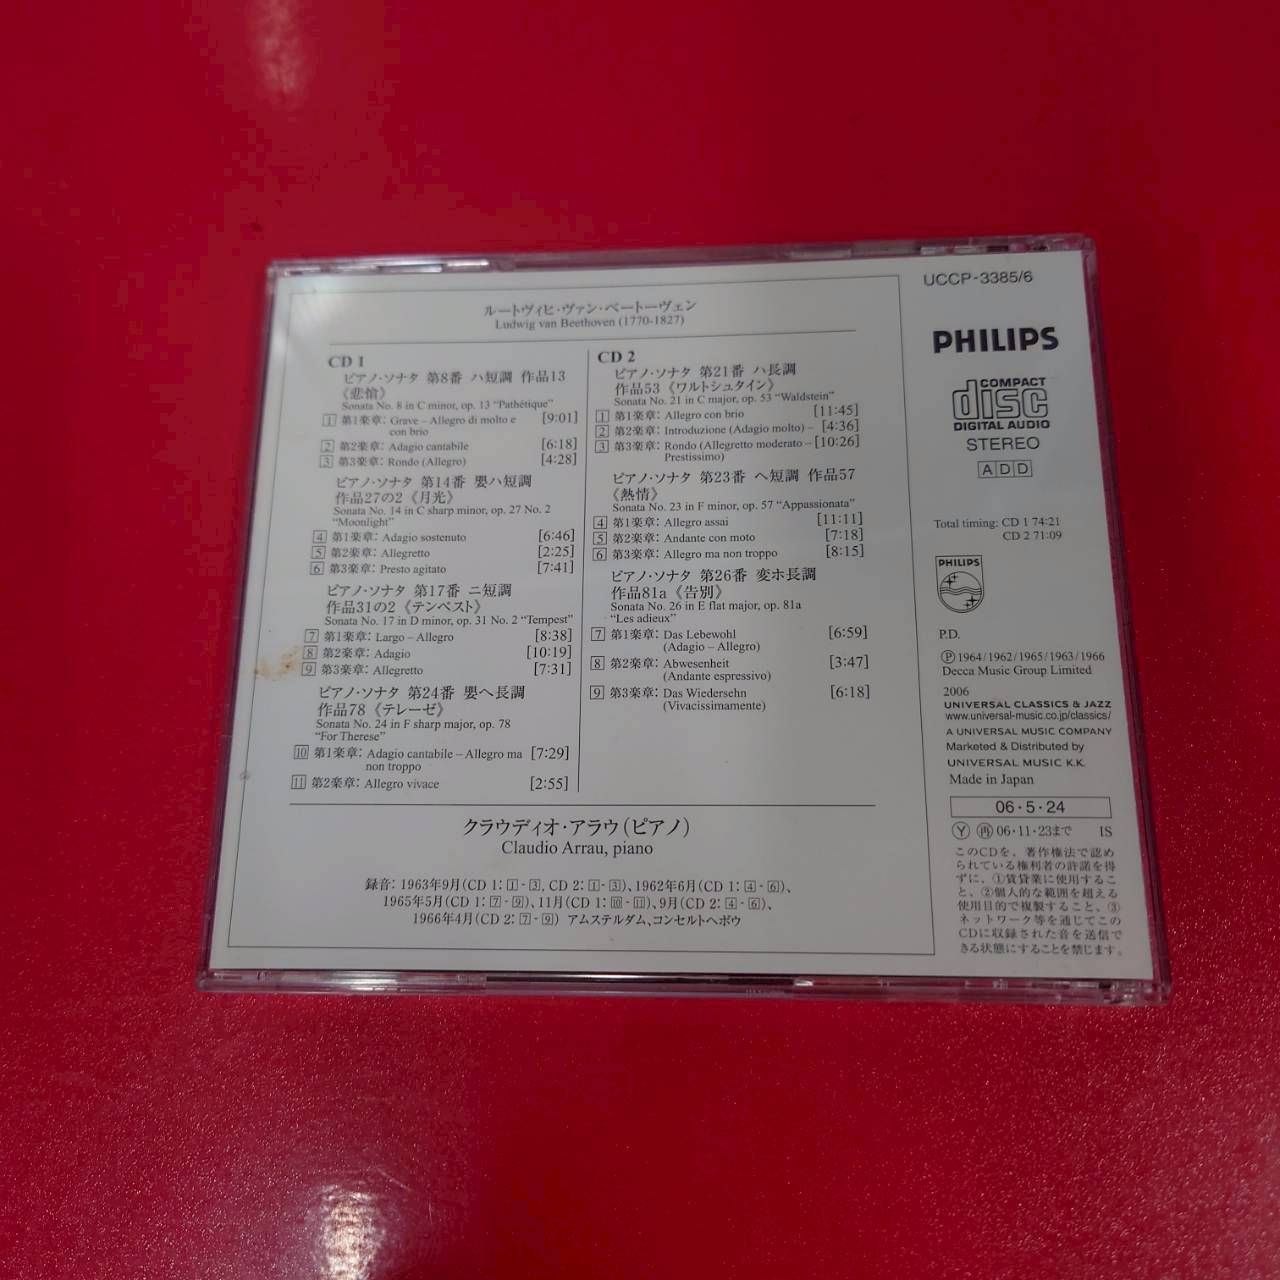 ルートヴィヒ・ヴァン・ベートーヴェン
Ludwig van Beethoven (1770-1827)
CD 1
ピアノ・ソナタ 第8番 ハ短調 作品13
《悲愴》
Sonata No. 8 in C minor, op. 13 "Pathétique"
1 第1楽章: Grave – Allegro di molto e con brio [9:01]
2 第2楽章: Adagio cantabile [6:18]
3 第3楽章: Rondo (Allegro) [4:28]
ピアノ・ソナタ 第14番 嬰ハ短調
作品27の2《月光》
Sonata No. 14 in C sharp minor, op. 27 No. 2
"Moonlight"
4 第1楽章: Adagio sostenuto [6:46]
5 第2楽章: Allegretto [2:25]
6 第3楽章: Presto agitato [7:41]
ピアノ・ソナタ 第17番 ニ短調
作品31の2《テンペスト》
Sonata No. 17 in D minor, op. 31 No. 2 "Tempest"
7 第1楽章: Largo – Allegro [8:38]
8 第2楽章: Adagio [10:19]
9 第3楽章: Allegretto [7:31]
ピアノ・ソナタ 第24番 嬰ヘ長調
作品78《テレーゼ》
Sonata No. 24 in F sharp major, op. 78
"For Therese"
10 第1楽章: Adagio cantabile – Allegro ma non troppo [7:29]
11 第2楽章: Allegro vivace [2:55]
CD 2
ピアノ・ソナタ 第21番 ハ長調
作品53《ワルトシュタイン》
Sonata No. 21 in C major, op. 53 "Waldstein"
1 第1楽章: Allegro con brio [11:45]
2 第2楽章: Introduzione (Adagio molto) – [4:36]
3 第3楽章: Rondo (Allegretto moderato – Prestissimo) [10:26]
ピアノ・ソナタ 第23番 ヘ短調 作品57
《熱情》
Sonata No. 23 in F minor, op. 57 "Appassionata"
4 第1楽章: Allegro assai [11:11]
5 第2楽章: Andante con moto [7:18]
6 第3楽章: Allegro ma non troppo [8:15]
ピアノ・ソナタ 第26番 変ホ長調
作品81a《告別》
Sonata No. 26 in E flat major, op. 81a
"Les adieux"
7 第1楽章: Das Lebewohl [6:59]
(Adagio – Allegro)
8 第2楽章: Abwesenheit [3:47]
(Andante espressivo)
9 第3楽章: Das Wiedersehn [6:18]
(Vivacissimamente)
クラウディオ・アラウ(ピアノ)
Claudio Arrau, piano
録音: 1963年9月(CD 1: 1 - 3, CD 2: 1 - 3)、1962年6月(CD 1: 4 - 6)、
1965年5月(CD 1: 7 - 9)、11月(CD 1: 10 - 11)、9月(CD 2: 4 - 6)、
1966年4月(CD 2: 7 - 9) アムステルダム、コンセルトヘボウ
UCCP-3385/6
PHILIPS
COMPACT
disc
DIGITAL AUDIO
STEREO
ADD
Total timing: CD 1 74:21
CD 2 71:09
PHILIPS
P.D.
Ⓟ 1964/1962/1965/1963/1966
Decca Music Group Limited
2006
UNIVERSAL CLASSICS & JAZZ
www.universal-music.co.jp/classics/
A UNIVERSAL MUSIC COMPANY
Marketed & Distributed by
UNIVERSAL MUSIC K.K.
Made in Japan
06・5・24
Ⓨ 再 06・11・23まで IS
このCDを、著作権法で認め
られている権利者の許諾を得
ずに、①賃貸業に使用するこ
と、②個人的な範囲を超える
使用目的で複製すること、③
ネットワーク等を通じてこの
CDに収録された音を送信で
きる状態にすることを禁じます。